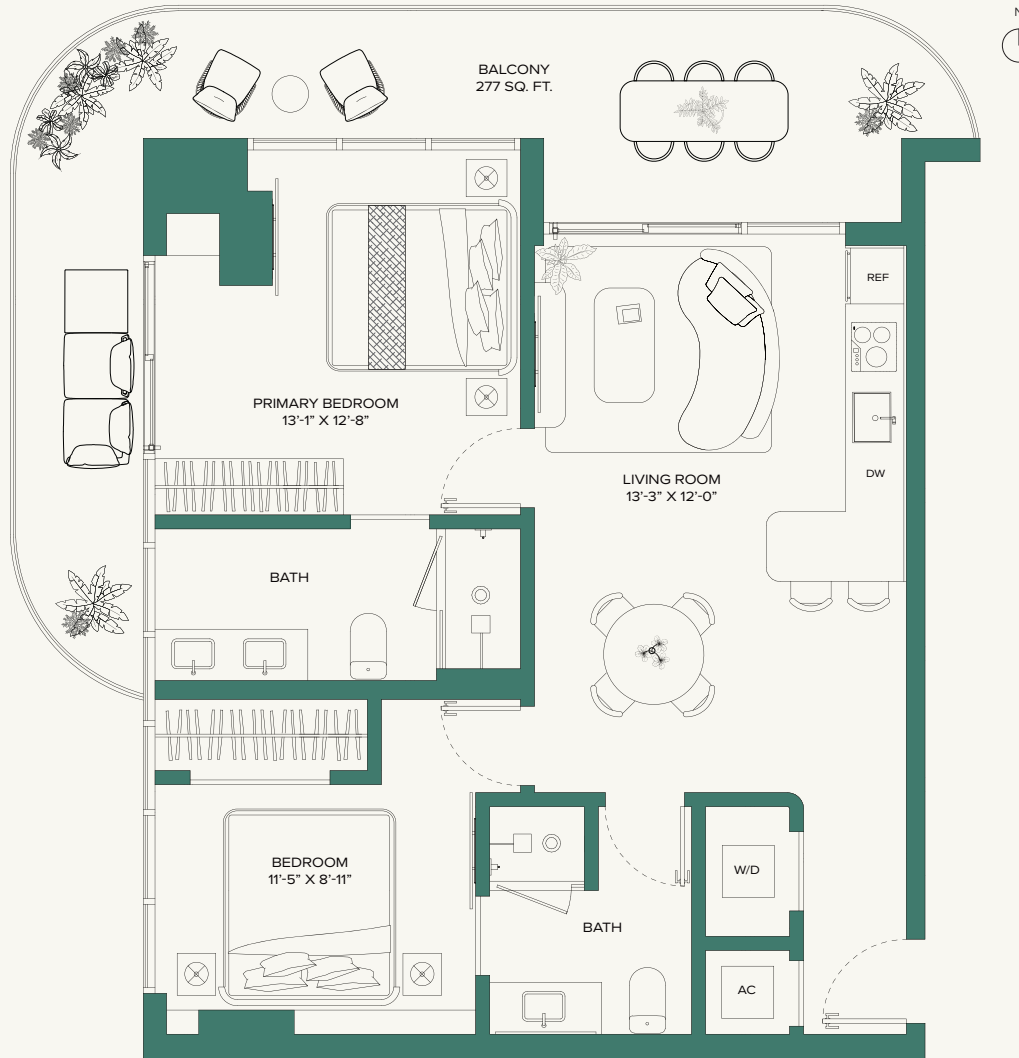 N
BALCONY
277 SQ. FT.
REF
PRIMARY BEDROOM
13’-1” X 12’-8”
LIVING ROOM
13’-3” X 12’-0”
DW
BATH
BEDROOM
11’-5” X 8’-11”
W/D
BATH
AC